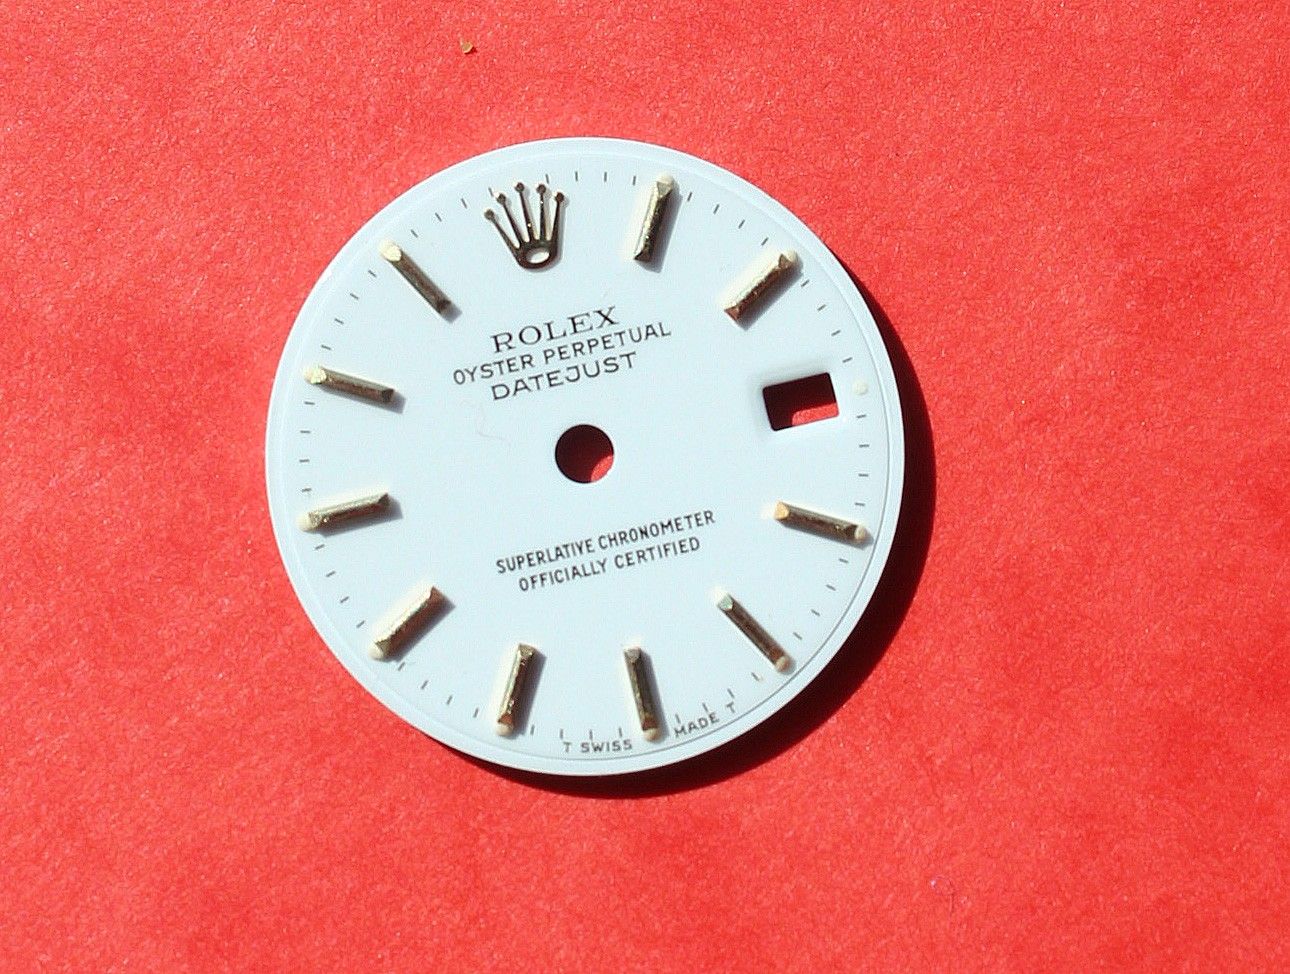 ROLEX
OYSTER PERPETUAL
DATEJUST
SUPERLATIVE CHRONOMETER
OFFICIALLY CERTIFIED
T SWISS MADE T